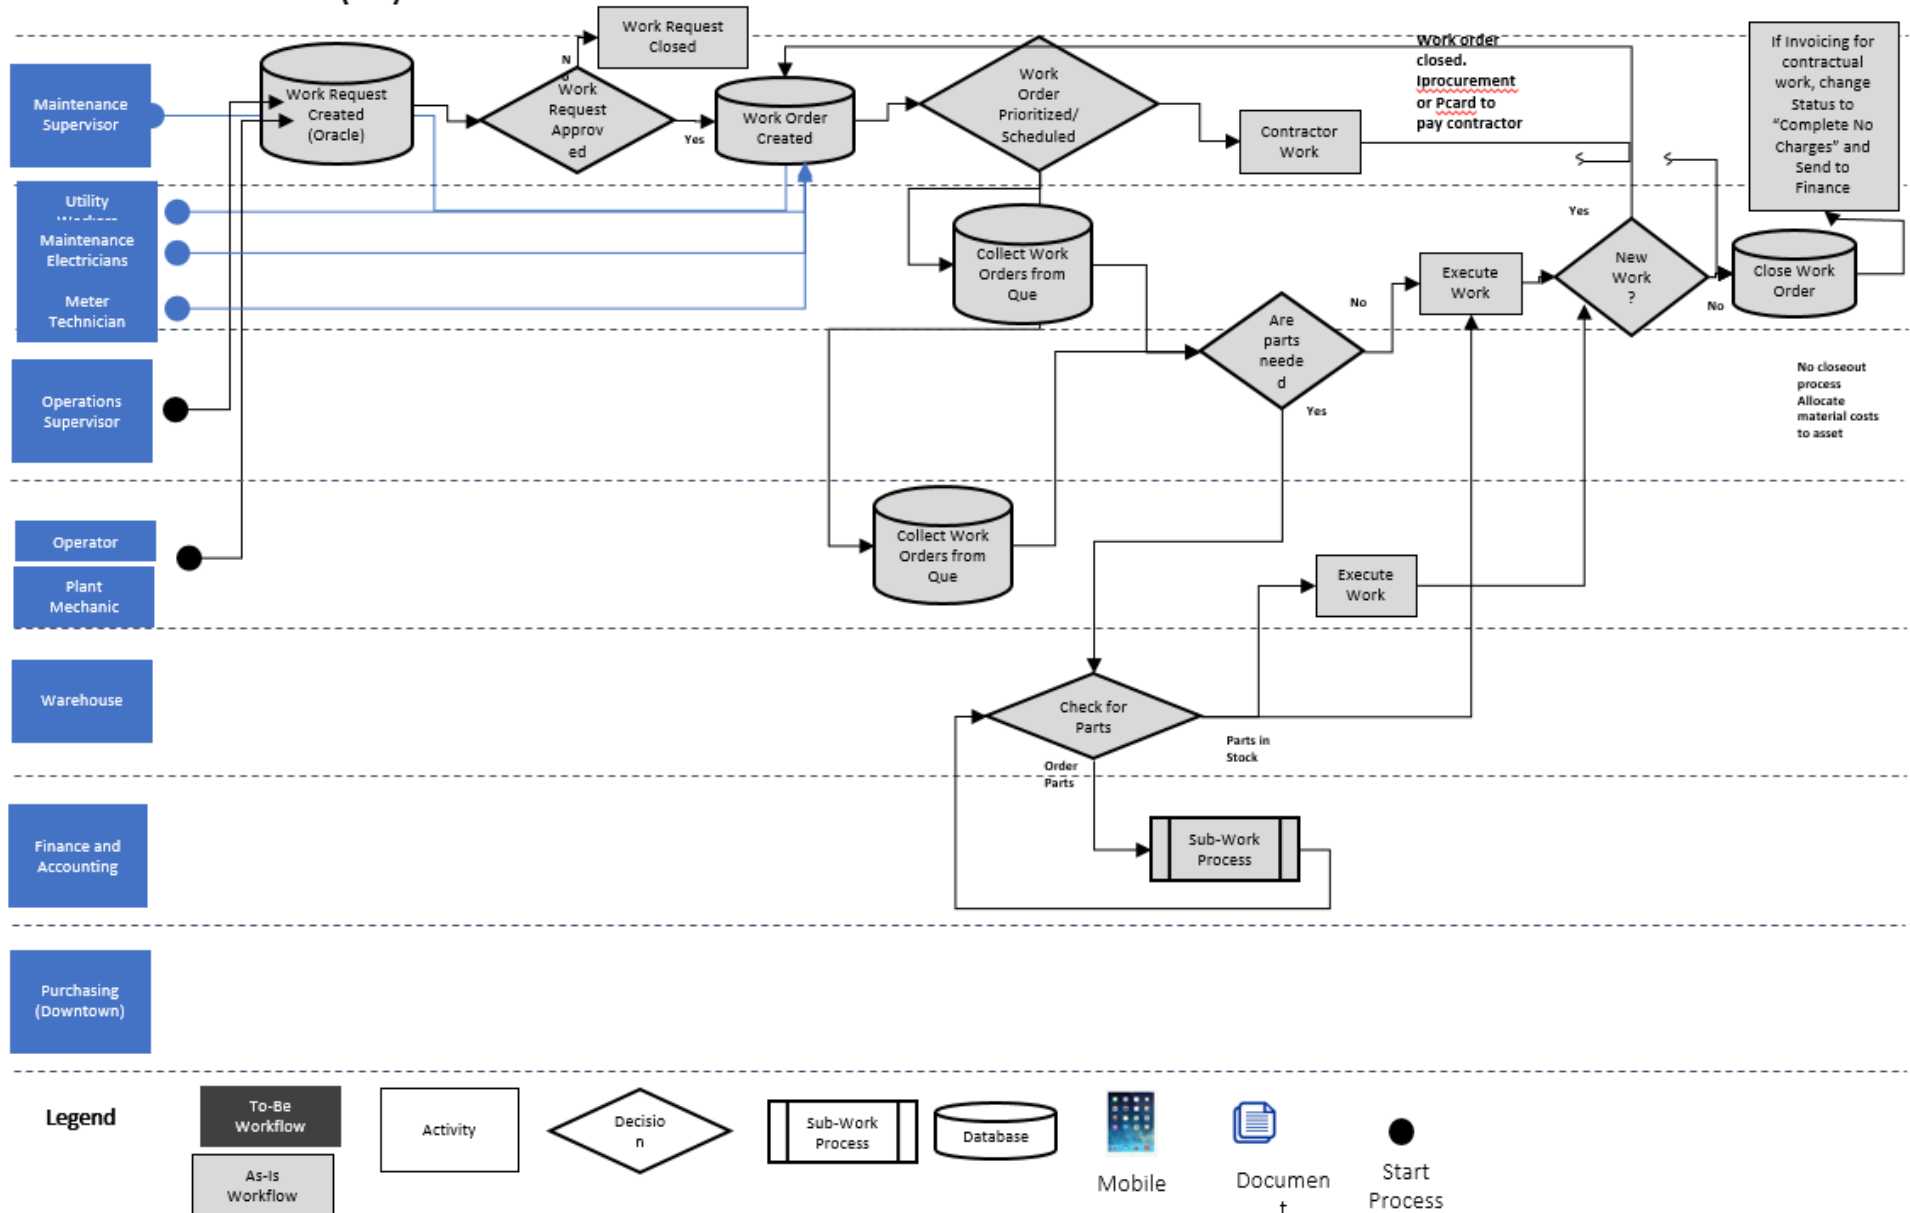 Work Request
Closed
N
o
Maintenance
Supervisor
Work Request
Created
(Oracle)
Work
Request
Approv
ed
Yes
Work Order
Created
Work
Order
Prioritized/
Scheduled
Contractor
Work
Work order
closed.
Iprocurement
or Pcard to
pay contractor
If Invoicing for
contractual
work, change
Status to
"Complete No
Charges" and
Send to
Finance
Utility
Maintenance
Electricians
Meter
Technician
Collect Work
Orders from
Que
Are
parts
neede
d
No
Yes
Execute
Work
Yes
New
Work
?
No
Close Work
Order
No closeout
process
Allocate
material costs
to asset
Operations
Supervisor
Operator
Plant
Mechanic
Collect Work
Orders from
Que
Execute
Work
Warehouse
Check for
Parts
Parts in
Stock
Order
Parts
Finance and
Accounting
Sub-Work
Process
Purchasing
(Downtown)
Legend
To-Be
Workflow
As-Is
Workflow
Activity
Decisio
n
Sub-Work
Process
Database
Mobile
Documen
t
Start
Process